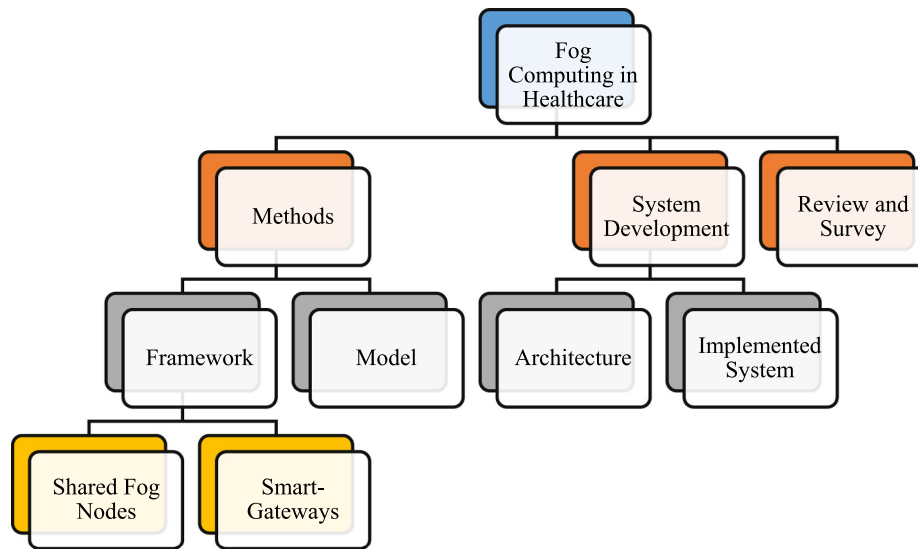 Fog
Computing in
Healthcare
Methods
System
Development
Review and
Survey
Framework
Model
Architecture
Implemented
System
Shared Fog
Nodes
Smart-
Gateways